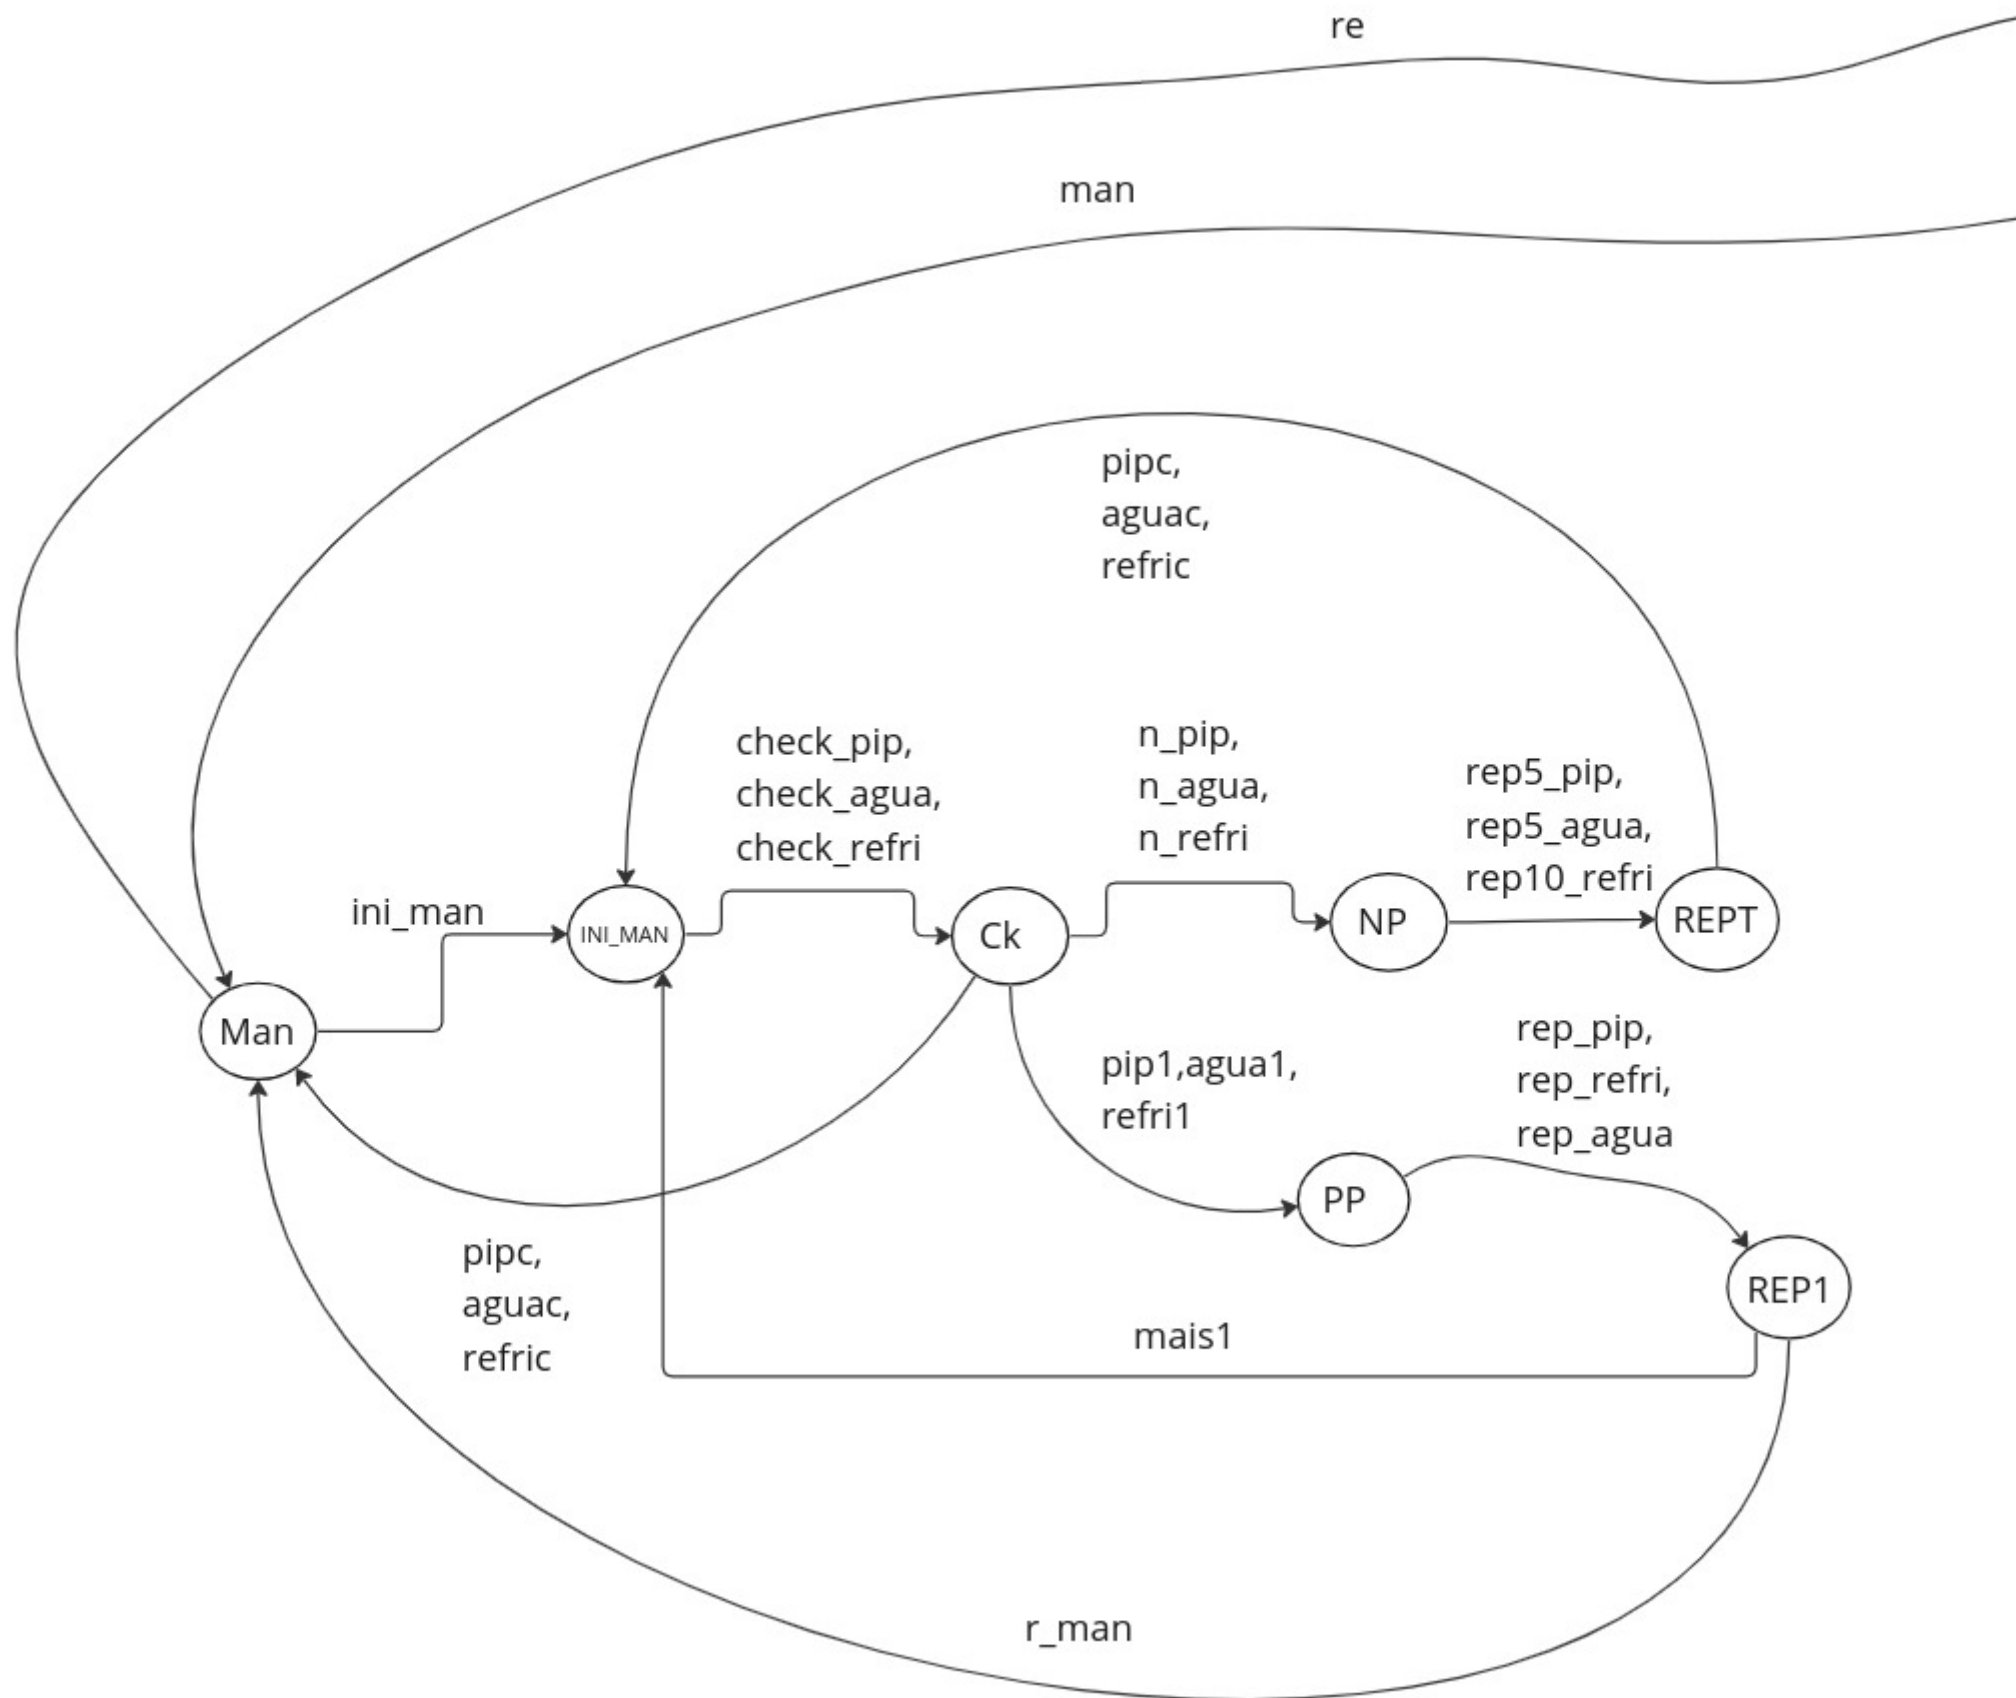 re
man
pipc,
aguac,
refric
check_pip,
check_agua,
check_refri
n_pip,
n_agua,
n_refri
rep5_pip,
rep5_agua,
rep10_refri
ini_man
INI_MAN
Ck
NP
REPT
Man
pip1,agua1,
refri1
rep_pip,
rep_refri,
rep_agua
PP
REP1
pipc,
aguac,
refric
mais1
r_man